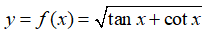 y = f(x) = √(tan x + cot x)